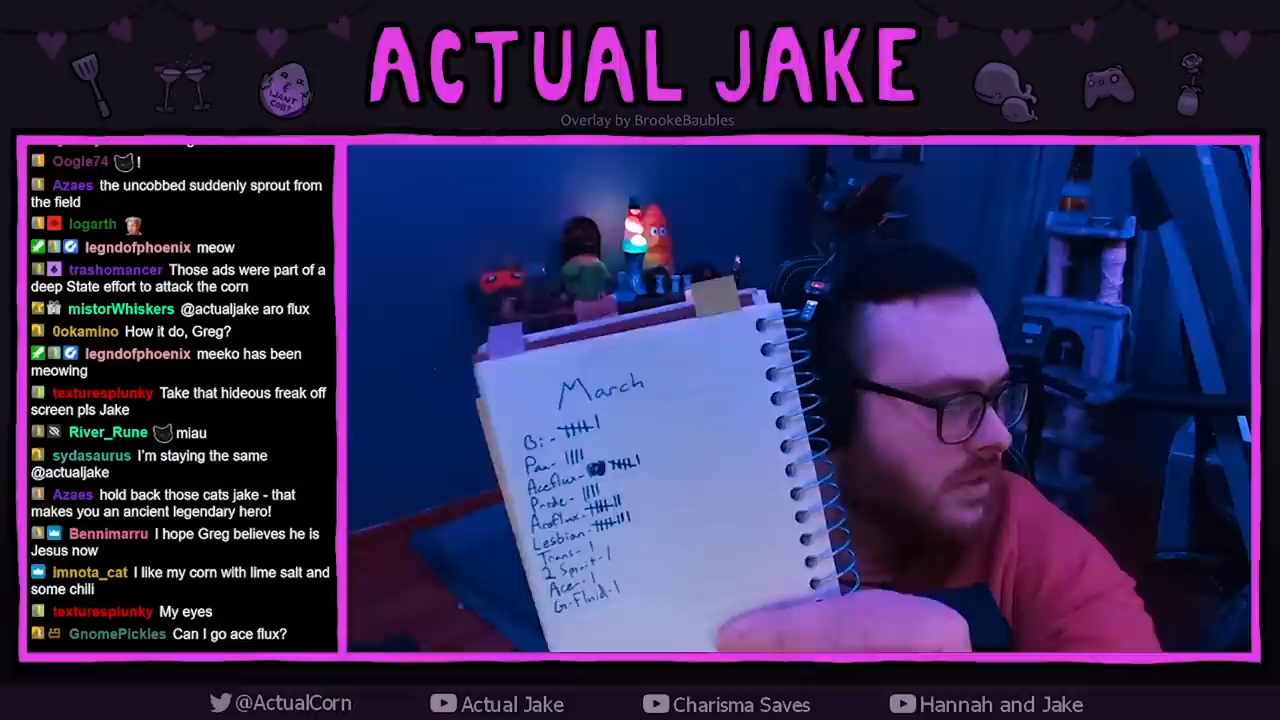 ACTUAL JAKE
I WANT COB?
Overlay by BrookeBaubles
Oogle74 !
Azaes the uncobbed suddenly sprout from
the field
logarth
legndofphoenix meow
trashomancer Those ads were part of a
deep State effort to attack the corn
mistorWhiskers @actualjake aro flux
0okamino How it do, Greg?
legndofphoenix meeko has been
meowing
texturesplunky Take that hideous freak off
screen pls Jake
River_Rune miau
sydasaurus I'm staying the same
@actualjake
Azaes hold back those cats jake - that
makes you an ancient legendary hero!
Bennimarru I hope Greg believes he is
Jesus now
Imnota_cat I like my corn with lime salt and
some chili
texturesplunky My eyes
GnomePickles Can I go ace flux?
March
Bi -
Pan -
Aceflux -
Pride -
Aroflux -
Lesbian -
Trans -
2 Spirit -
Ace -
G-Fluid -
@ActualCorn
Actual Jake
Charisma Saves
Hannah and Jake